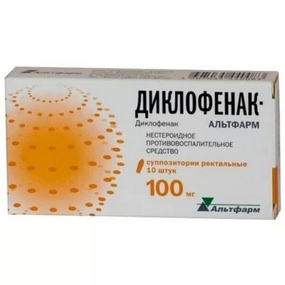 ДИКЛОФЕНАК-
Диклофенак АЛЬТФАРМ
НЕСТЕРОИДНОЕ
ПРОТИВОВОСПАЛИТЕЛЬНОЕ
СРЕДСТВО
суппозитории ректальные
10 штук
100 мг
Альтфарм